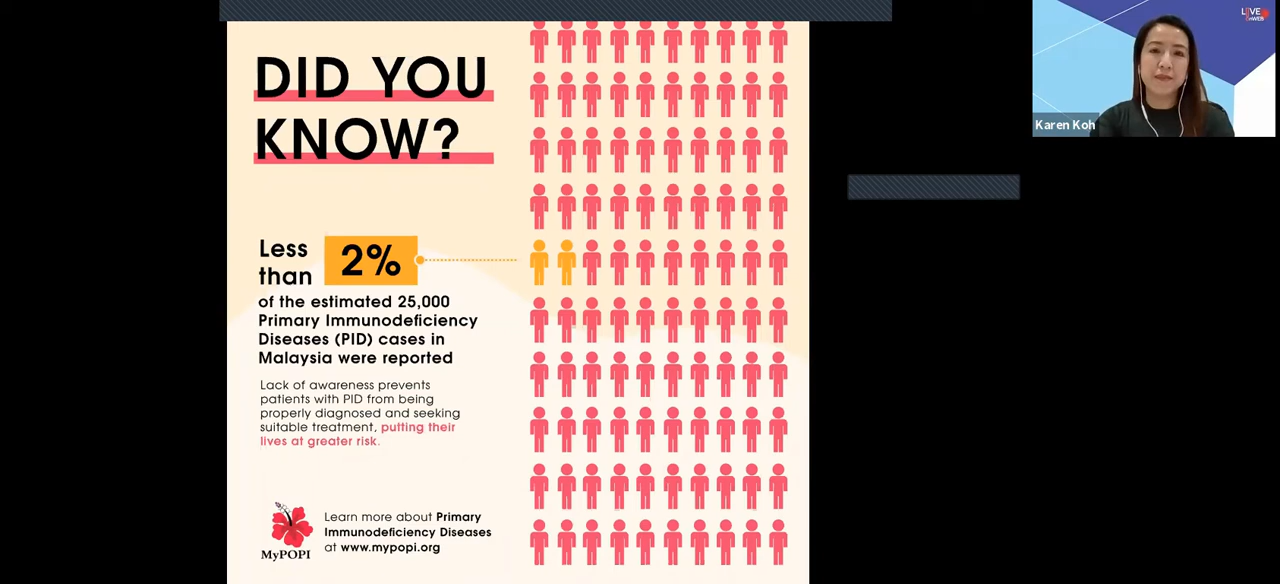 DID YOU
KNOW?
Less
than
2%
of the estimated 25,000
Primary Immunodeficiency
Diseases (PID) cases in
Malaysia were reported
Lack of awareness prevents
patients with PID from being
properly diagnosed and seeking
suitable treatment, putting their
lives at greater risk.
MyPOPI
Learn more about Primary
Immunodeficiency Diseases
at www.mypopi.org
LIVE
Karen Koh